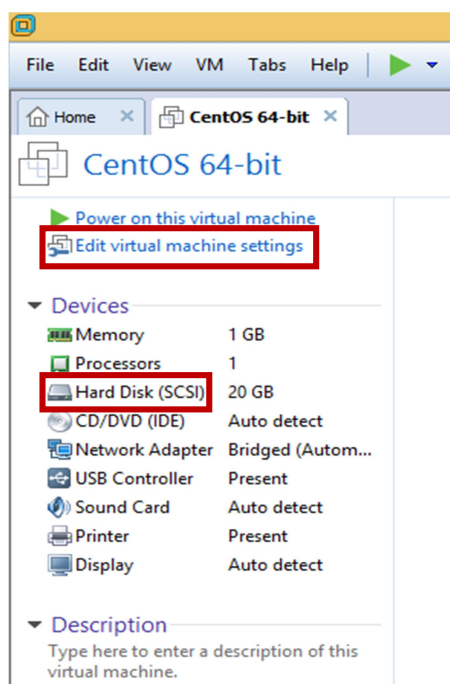 File Edit View VM Tabs Help
Home CentOS 64-bit
CentOS 64-bit
Power on this virtual machine
Edit virtual machine settings
Devices
Memory 1 GB
Processors 1
Hard Disk (SCSI) 20 GB
CD/DVD (IDE) Auto detect
Network Adapter Bridged (Autom...
USB Controller Present
Sound Card Auto detect
Printer Present
Display Auto detect
Description
Type here to enter a description of this
virtual machine.